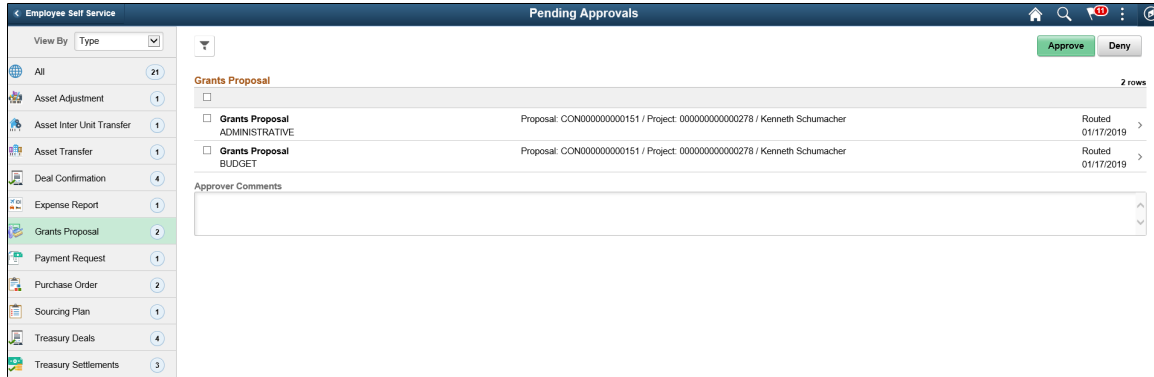 Employee Self Service
Pending Approvals
11
View By Type
Approve Deny
All 21
Asset Adjustment 1
Asset Inter Unit Transfer 1
Asset Transfer 1
Deal Confirmation 4
Expense Report 1
Grants Proposal 2
Payment Request 1
Purchase Order 2
Sourcing Plan 1
Treasury Deals 4
Treasury Settlements 3
Grants Proposal 2 rows
Grants Proposal Proposal: CON000000000151 / Project: 000000000000278 / Kenneth Schumacher Routed
ADMINISTRATIVE 01/17/2019
Grants Proposal Proposal: CON000000000151 / Project: 000000000000278 / Kenneth Schumacher Routed
BUDGET 01/17/2019
Approver Comments